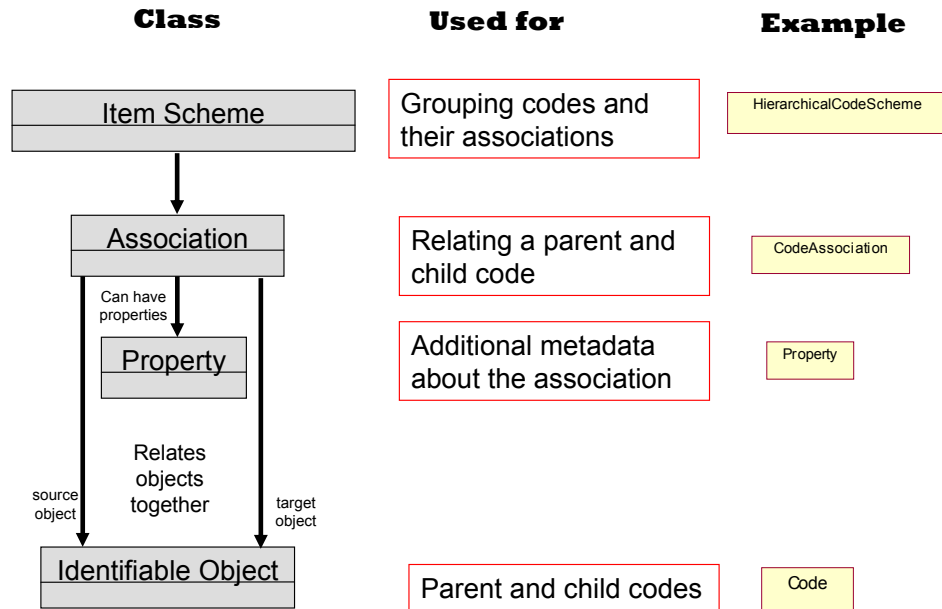 Class
Used for
Example
Item Scheme
Grouping codes and
their associations
HierarchicalCodeScheme
Association
Relating a parent and
child code
CodeAssociation
Can have
properties
Property
Additional metadata
about the association
Property
Relates
objects
together
source
object
target
object
Identifiable Object
Parent and child codes
Code